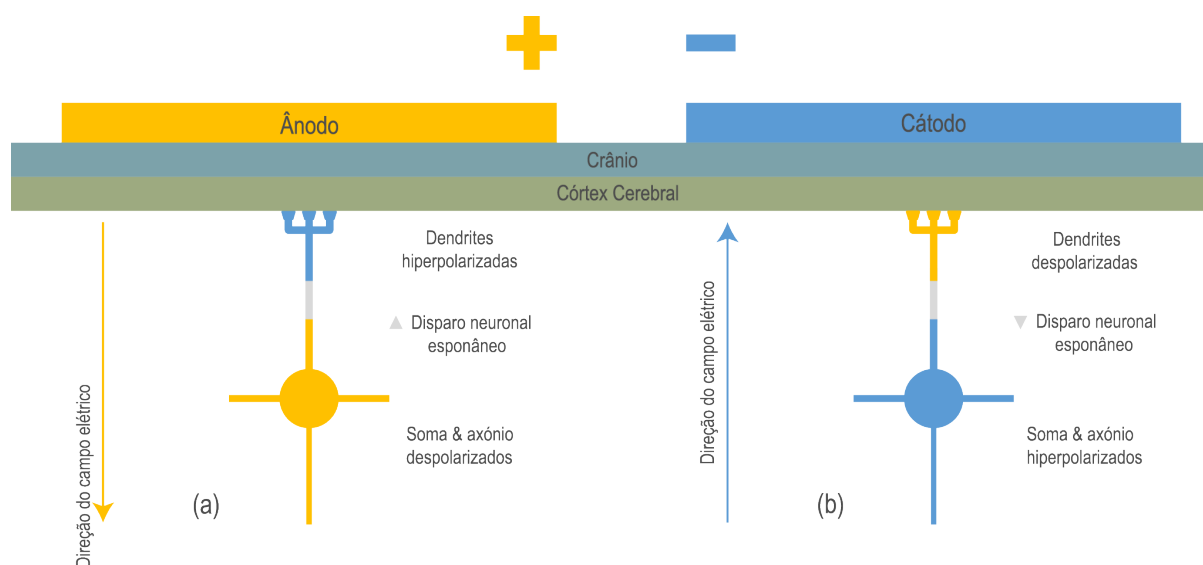 + −
Ânodo
Cátodo
Crânio
Córtex Cerebral
Direção do campo elétrico
Dendrites
hiperpolarizadas
Disparo neuronal
esponâneo
Soma & axónio
despolarizados
(a)
Direção do campo elétrico
Dendrites
despolarizadas
Disparo neuronal
esponâneo
Soma & axónio
hiperpolarizados
(b)